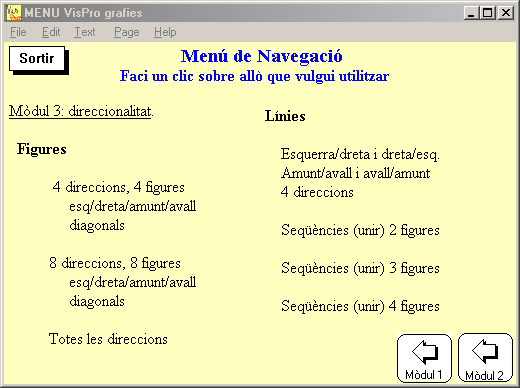 MENU VisPro grafies
File Edit Text Page Help
Sortir
Menú de Navegació
Faci un clic sobre allò que vulgui utilitzar
Mòdul 3: direccionalitat.
Figures
4 direccions, 4 figures
esq/dreta/amunt/avall
diagonals
8 direccions, 8 figures
esq/dreta/amunt/avall
diagonals
Totes les direccions
Línies
Esquerra/dreta i dreta/esq.
Amunt/avall i avall/amunt
4 direccions
Seqüències (unir) 2 figures
Seqüències (unir) 3 figures
Seqüències (unir) 4 figures
Mòdul 1
Mòdul 2